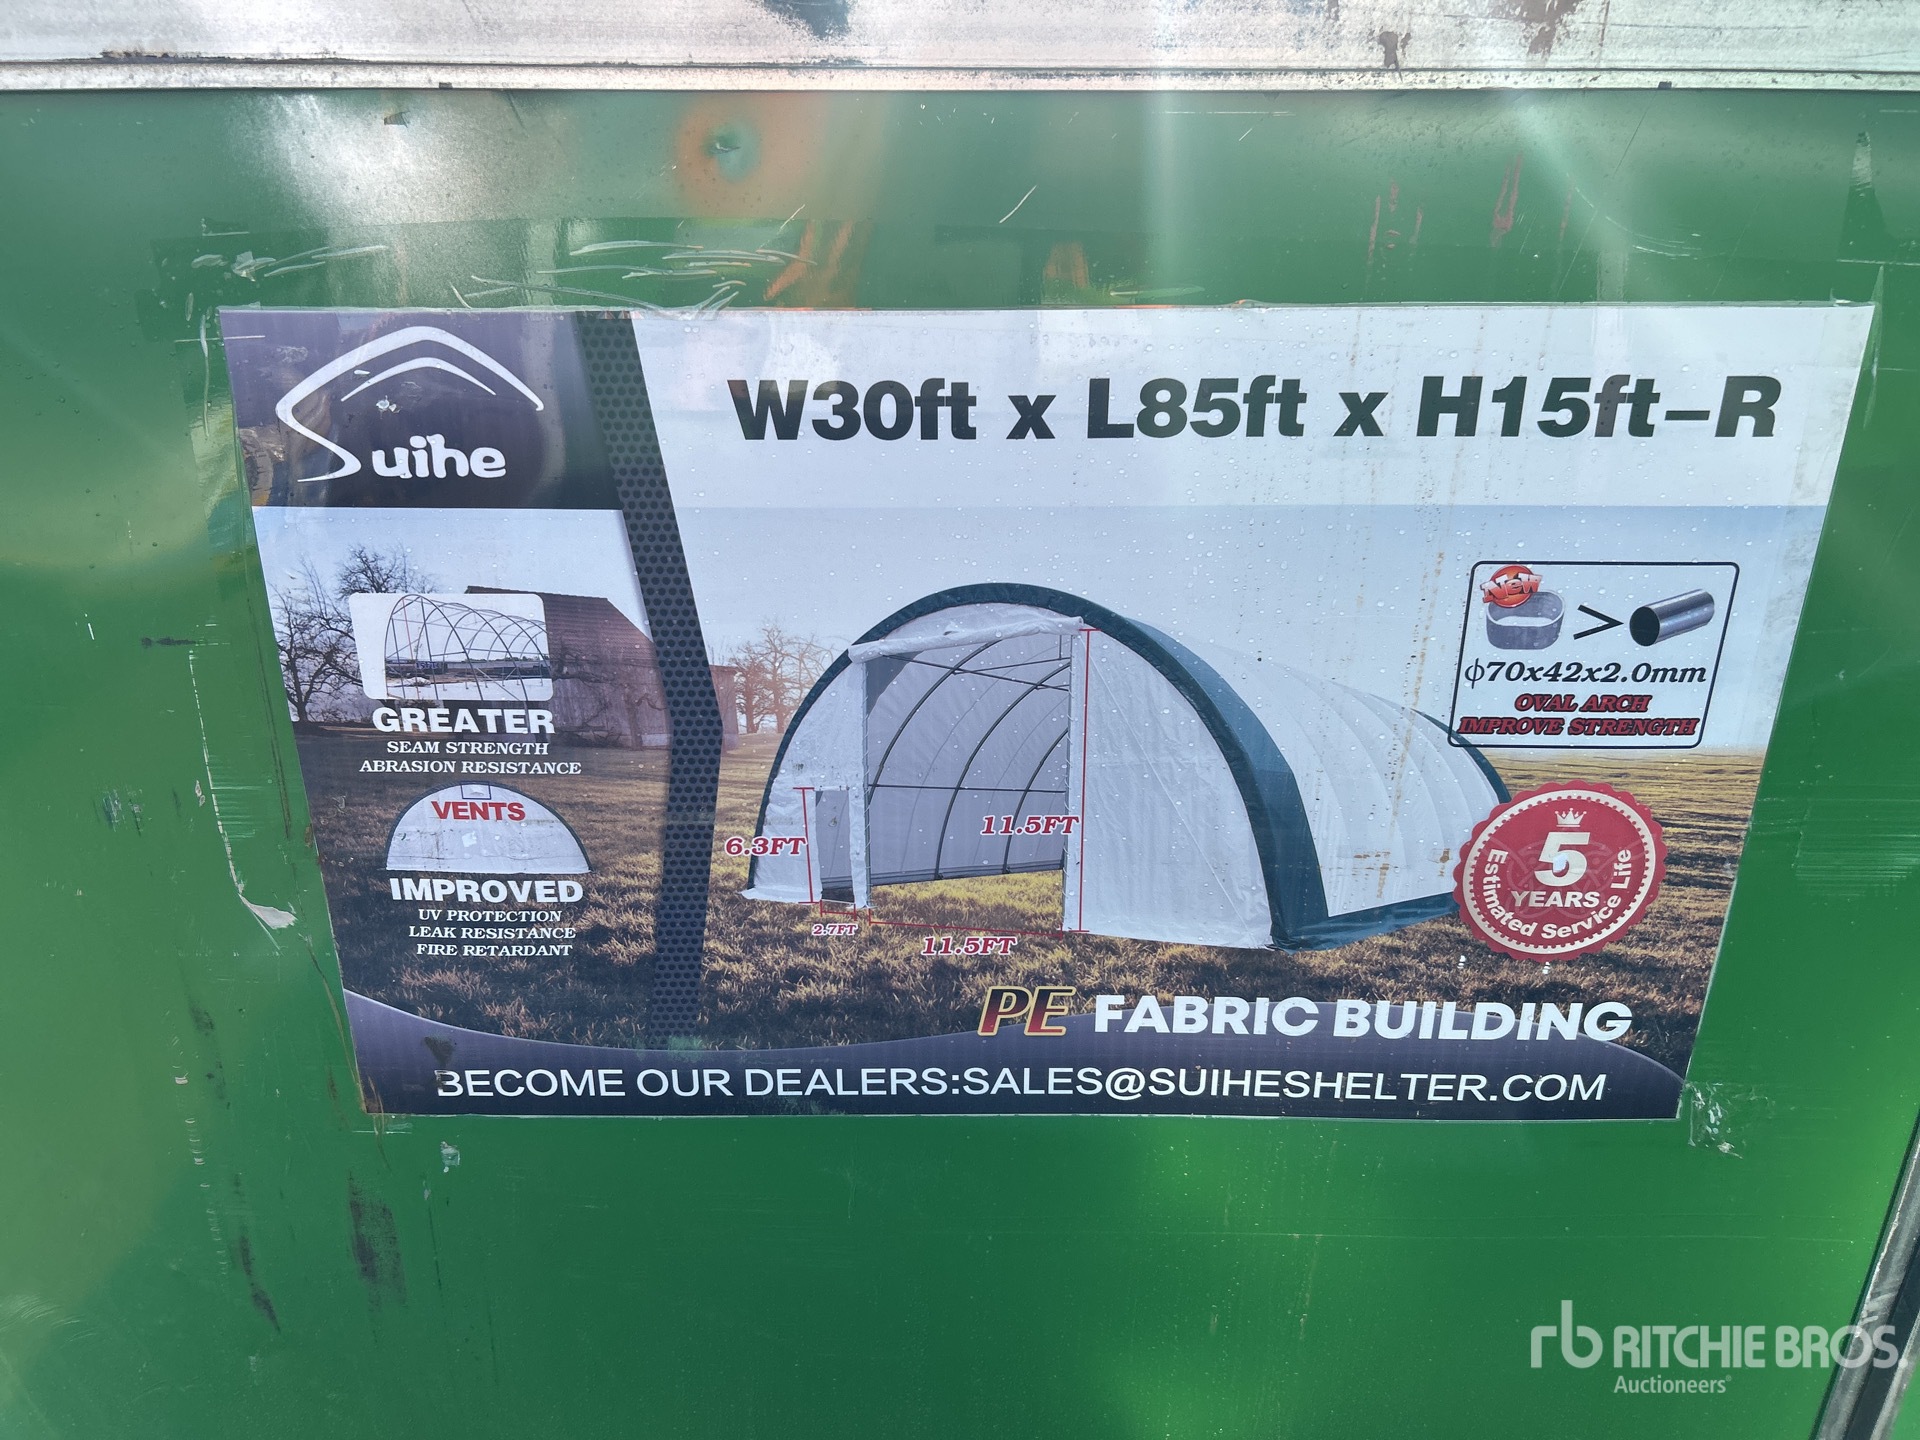 Suihe
W30ft x L85ft x H15ft-R
New
>
ϕ70x42x2.0mm
OVAL ARCH
IMPROVE STRENGTH
GREATER
SEAM STRENGTH
ABRASION RESISTANCE
VENTS
IMPROVED
UV PROTECTION
LEAK RESISTANCE
FIRE RETARDANT
6.3FT
11.5FT
2.7FT
11.5FT
5
YEARS
Estimated Service Life
PE FABRIC BUILDING
BECOME OUR DEALERS:SALES@SUIHESHELTER.COM
rb RITCHIE BROS.
Auctioneers®